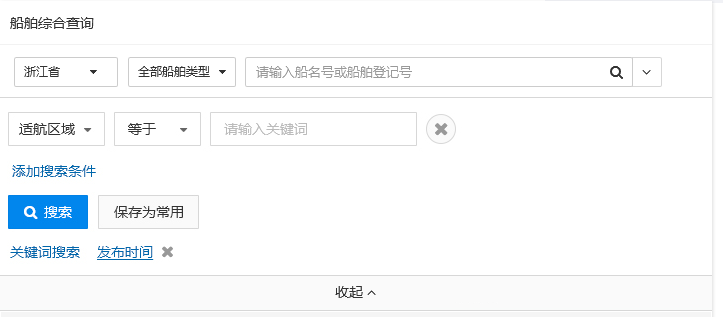 船舶综合查询
浙江省 全部船舶类型 请输入船名号或船舶登记号
适航区域 等于 请输入关键词
添加搜索条件
搜索 保存为常用
关键词搜索 发布时间
收起